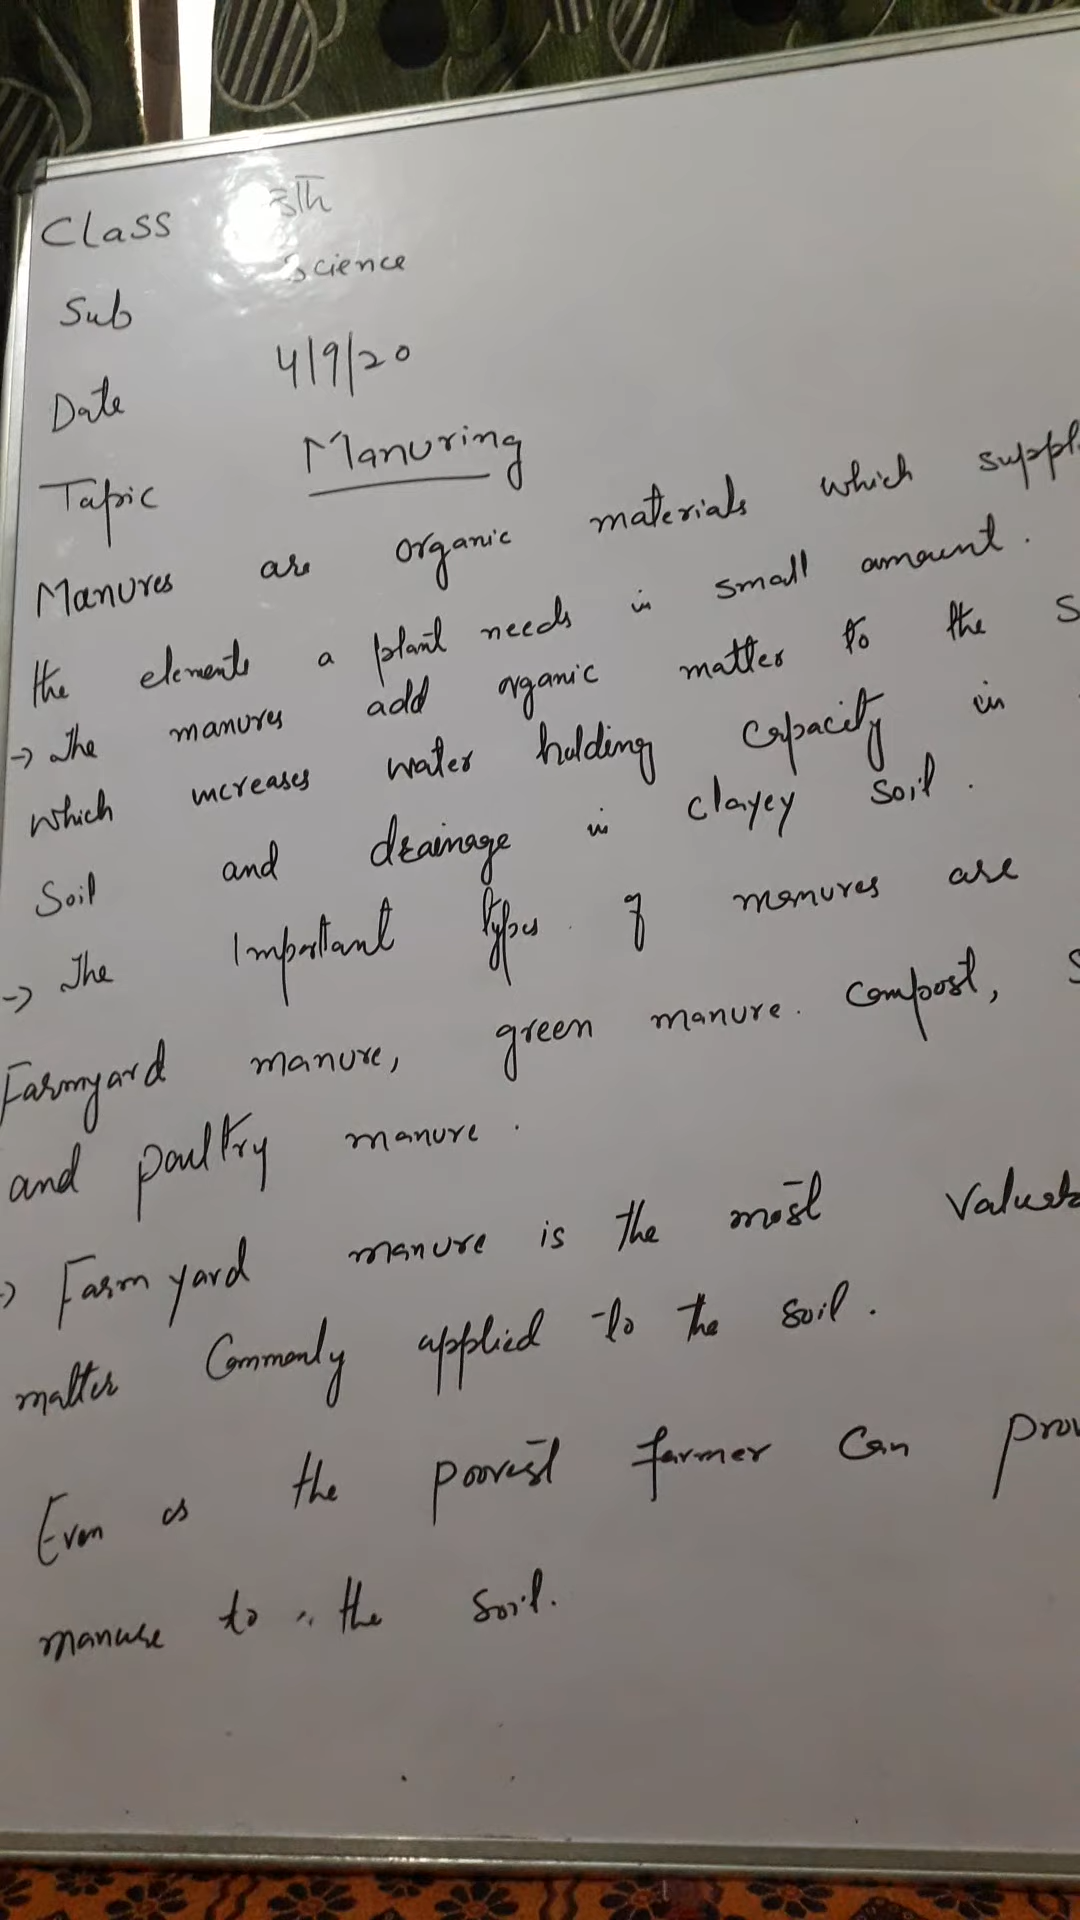 Class
Science
Sub
4/9/20
Date
Manuring
Topic
Manures are organic materials which suppl
the elements a plant needs in small amount.
→ The manures add organic matter to the S
which increases water holding capacity in
Soil and drainage in clayey soil.
→ The Important types of manures are
Farmyard manure, green manure. Compost, S
and poultry manure.
→ Farm yard manure is the most Valuab
matter Commonly applied to the soil.
Even as the poorest farmer can prov
manure to the soil.